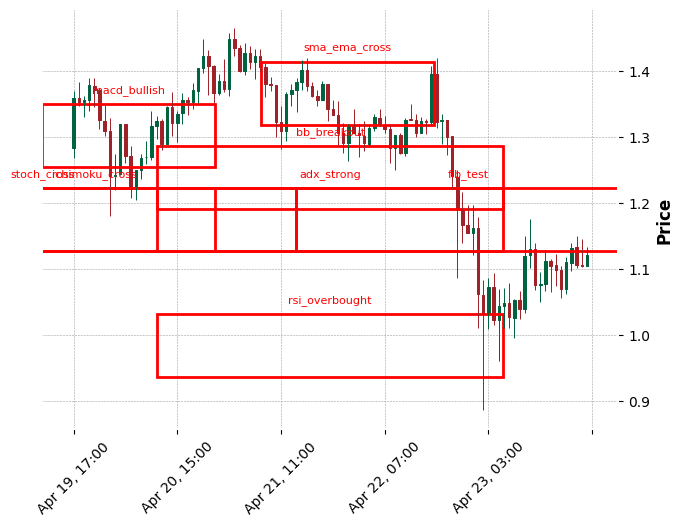 sma_ema_cross
1.4
macd_bullish
1.3
bb_breakout
stoch_cross
ichimoku_cross
adx_strong
fib_test
1.2
Price
1.1
rsi_overbought
1.0
0.9
Apr 19, 17:00
Apr 20, 15:00
Apr 21, 11:00
Apr 22, 07:00
Apr 23, 03:00